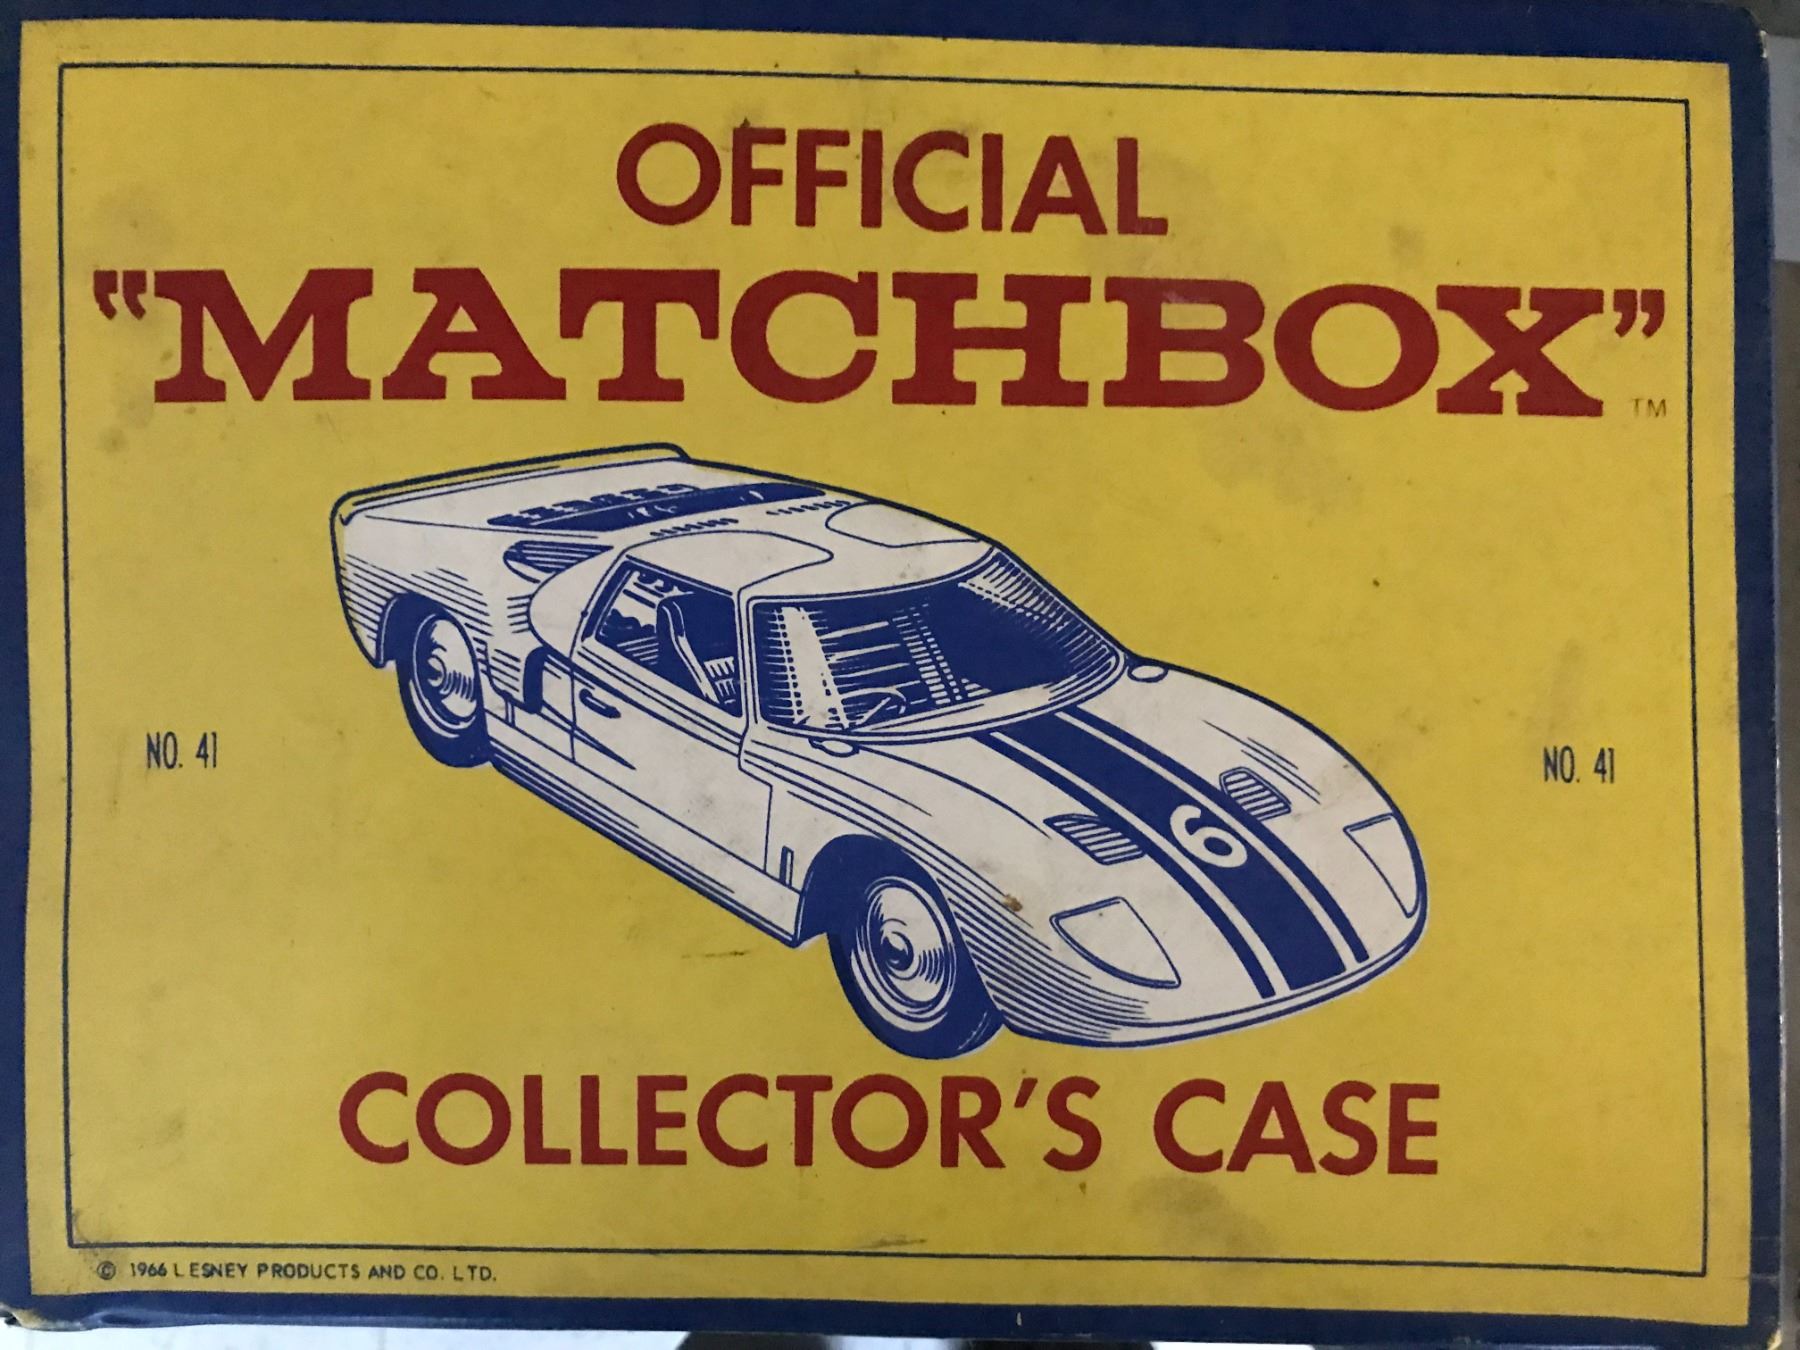 OFFICIAL
"MATCHBOX" TM
NO. 41
NO. 41
6
COLLECTOR'S CASE
© 1966 LESNEY PRODUCTS AND CO. LTD.